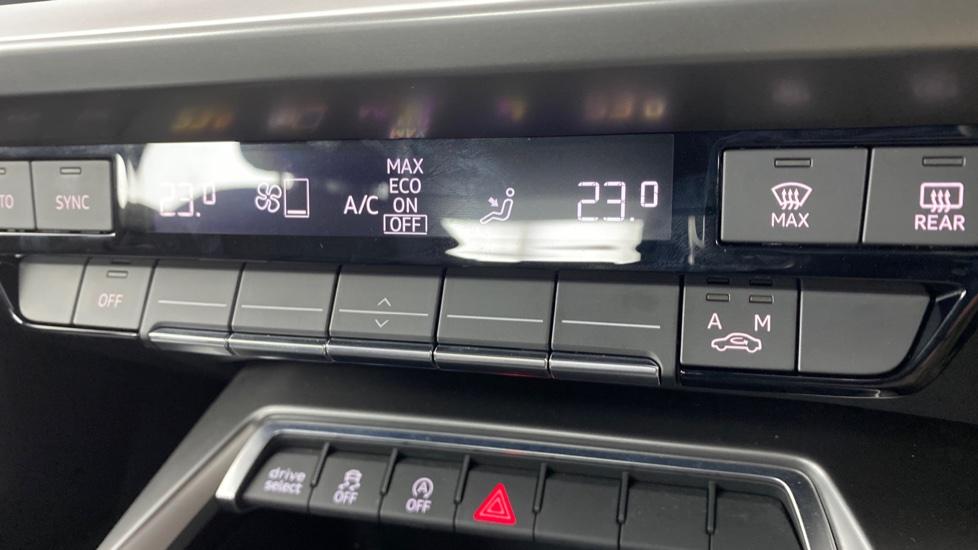 TO
SYNC
23.0
A/C
MAX
ECO
ON
OFF
23.0
MAX
REAR
OFF
A M
drive
select
OFF
A
OFF